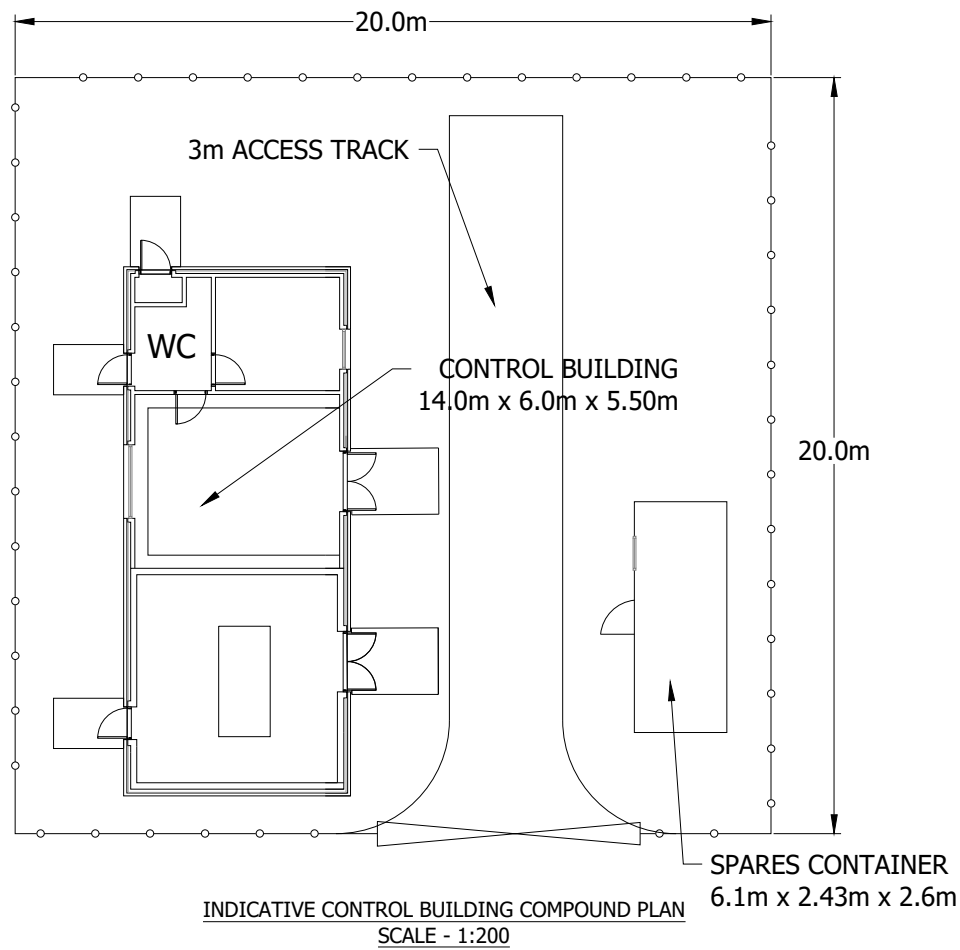 20.0m
3m ACCESS TRACK
WC
CONTROL BUILDING
14.0m x 6.0m x 5.50m
20.0m
SPARES CONTAINER
6.1m x 2.43m x 2.6m
INDICATIVE CONTROL BUILDING COMPOUND PLAN
SCALE - 1:200